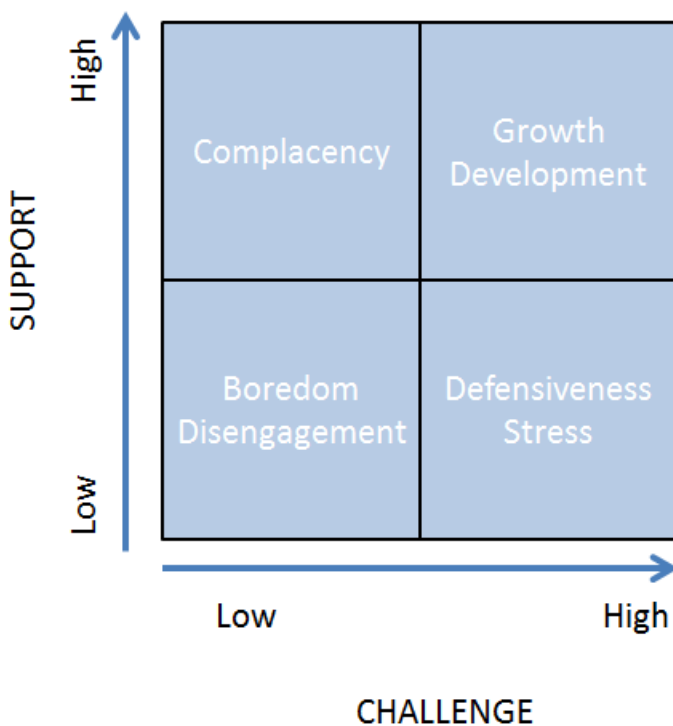 High
SUPPORT
Low
Complacency
Growth
Development
Boredom
Disengagement
Defensiveness
Stress
Low
High
CHALLENGE